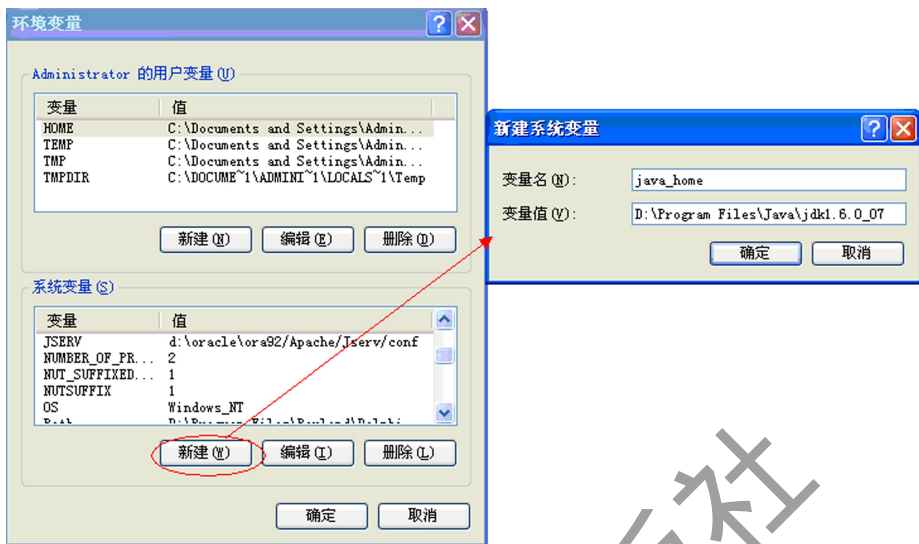 环境变量
Administrator 的用户变量(U)
变量 值
HOME C:\Documents and Settings\Admin...
TEMP C:\Documents and Settings\Admin...
TMP C:\Documents and Settings\Admin...
TMPDIR C:\DOCUME~1\ADMINI~1\LOCALS~1\Temp
新建(N) 编辑(E) 删除(D)
系统变量(S)
变量 值
JSERV d:\oracle\ora92/Apache/Jserv/conf
NUMBER_OF_PR... 2
NUT_SUFFIXED... 1
NUTSUFFIX 1
OS Windows_NT
新建(W) 编辑(I) 删除(L)
确定 取消
新建系统变量
变量名(N): java_home
变量值(V): D:\Program Files\Java\jdk1.6.0_07
确定 取消
社